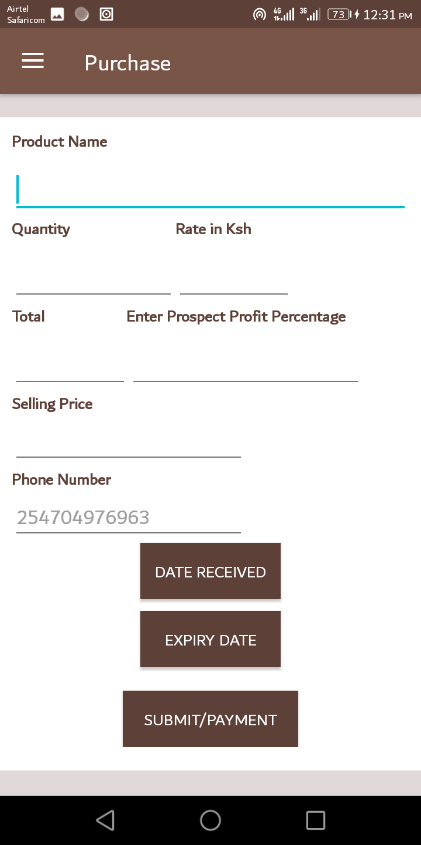 Airtel
Safaricom
4G 3G 73 12:31 PM
Purchase
Product Name
Quantity Rate in Ksh
Total Enter Prospect Profit Percentage
Selling Price
Phone Number
254704976963
DATE RECEIVED
EXPIRY DATE
SUBMIT/PAYMENT